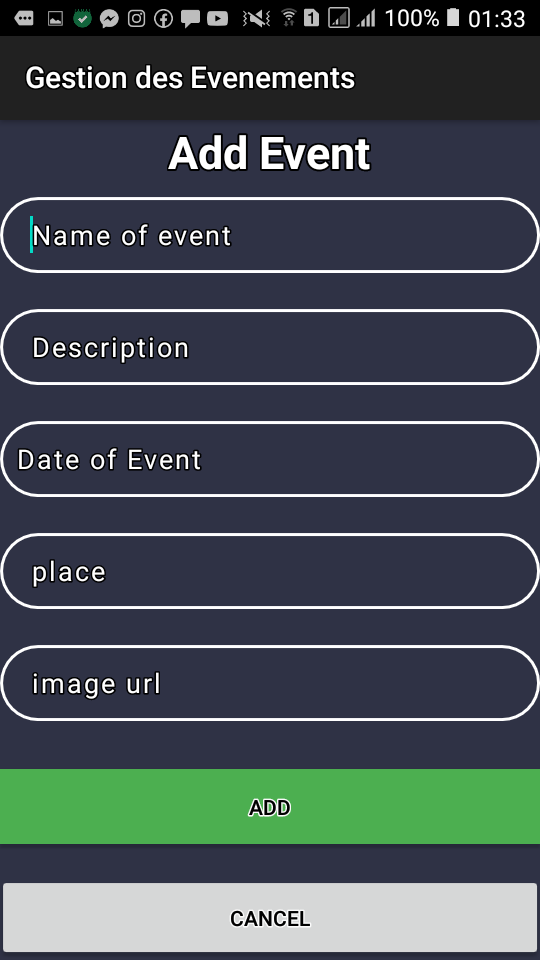 1 100% 01:33
Gestion des Evenements
Add Event
Name of event
Description
Date of Event
place
image url
ADD
CANCEL